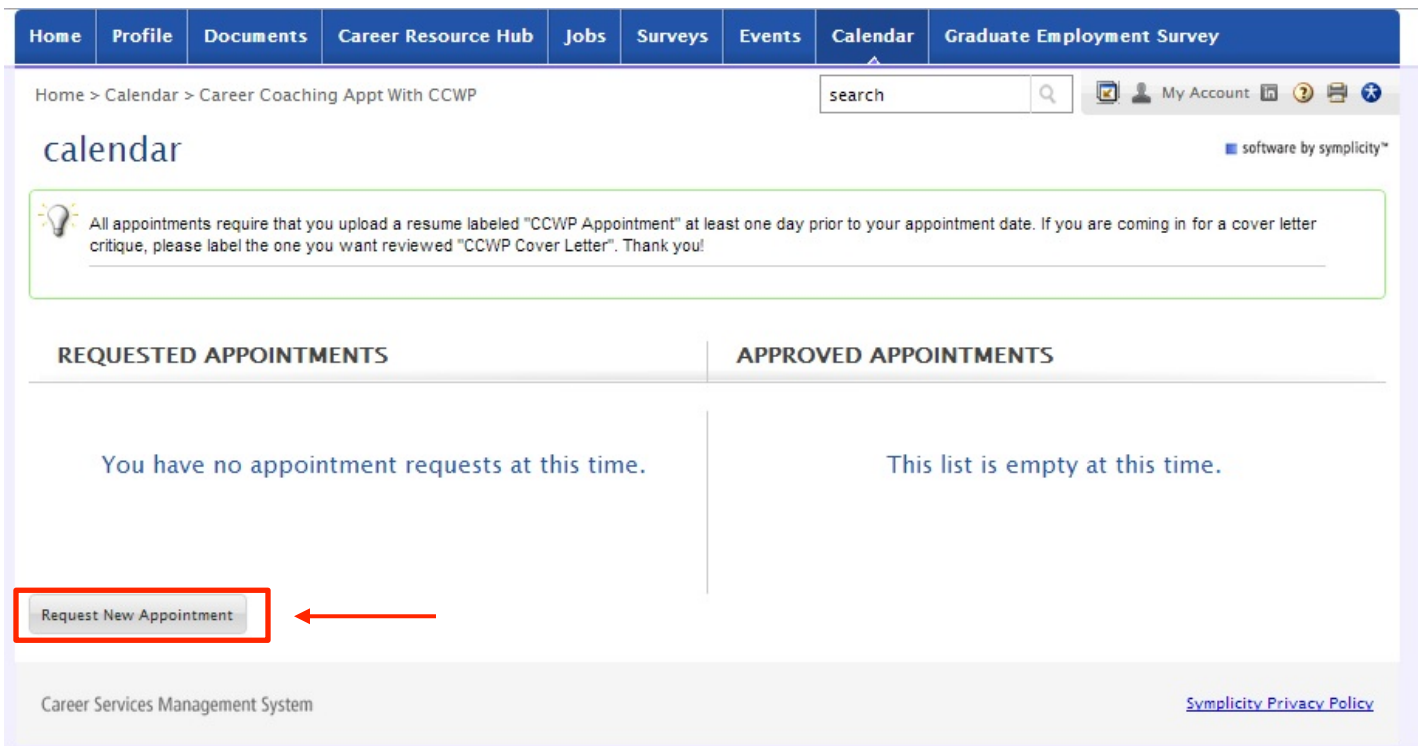 Home Profile Documents Career Resource Hub Jobs Surveys Events Calendar Graduate Employment Survey
Home > Calendar > Career Coaching Appt With CCWP
search
My Account
calendar
software by symplicity™
All appointments require that you upload a resume labeled "CCWP Appointment" at least one day prior to your appointment date. If you are coming in for a cover letter
critique, please label the one you want reviewed "CCWP Cover Letter". Thank you!
REQUESTED APPOINTMENTS
APPROVED APPOINTMENTS
You have no appointment requests at this time.
This list is empty at this time.
Request New Appointment
Career Services Management System
Symplicity Privacy Policy